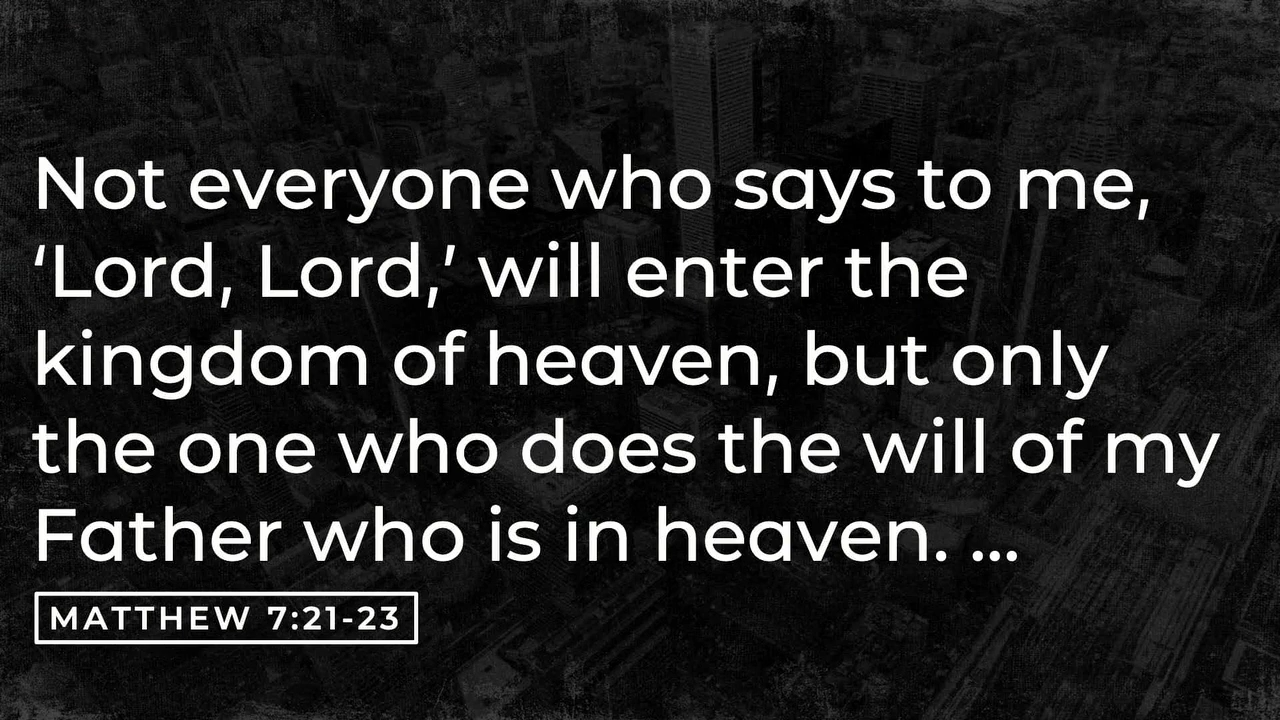 Not everyone who says to me,
‘Lord, Lord,’ will enter the
kingdom of heaven, but only
the one who does the will of my
Father who is in heaven. ...
MATTHEW 7:21-23